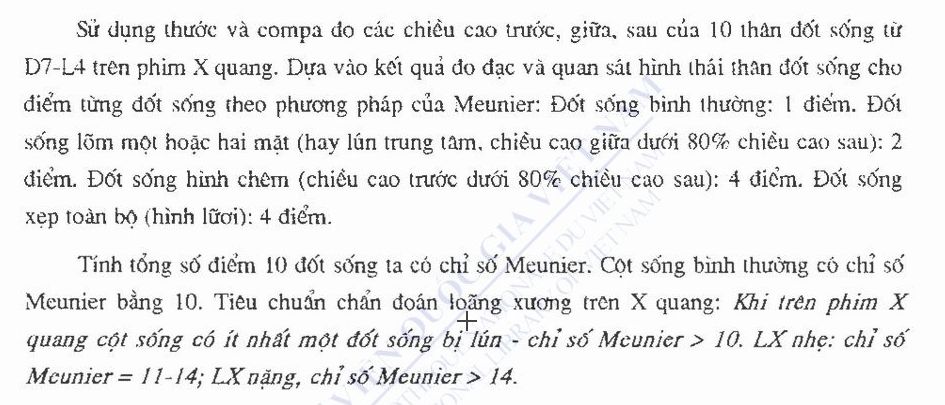 Sử dụng thước và compa đo các chiều cao trước, giữa, sau của 10 thân đốt sống từ
D7-L4 trên phim X quang. Dựa vào kết quả đo đạc và quan sát hình thái thân đốt sống cho
điểm từng đốt sống theo phương pháp của Meunier: Đốt sống bình thường: 1 điểm. Đốt
sống lõm một hoặc hai mặt (hay lún trung tâm, chiều cao giữa dưới 80% chiều cao sau): 2
điểm. Đốt sống hình chêm (chiều cao trước dưới 80% chiều cao sau): 4 điểm. Đốt sống
xẹp toàn bộ (hình lưỡi): 4 điểm.
Tính tổng số điểm 10 đốt sống ta có chỉ số Meunier. Cột sống bình thường có chỉ số
Meunier bằng 10. Tiêu chuẩn chẩn đoán loãng xương trên X quang: Khi trên phim X
quang cột sống có ít nhất một đốt sống bị lún - chỉ số Meunier > 10. LX nhẹ: chỉ số
Meunier = 11-14; LX nặng, chỉ số Meunier > 14.